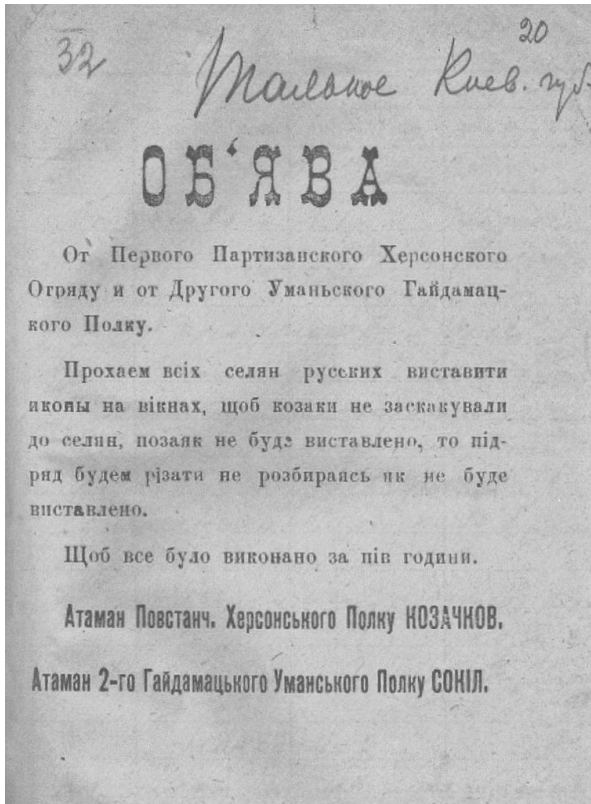 32
20
Тальное Киев. губ.
ОБ‘ЯВА
От Первого Партизанского Херсонского
Отряду и от Другого Уманьского Гайдамац-
кого Полку.
Прохаем всіх селян руських виставити
иконы на вікнах, щоб козаки не заскакували
до селян, позаяк не буде виставлено, то під-
ряд будем різати не розбираясь як не буде
виставлено.
Щоб все було виконано за пів години.
Атаман Повстанч. Херсонського Полку КОЗАЧКОВ.
Атаман 2-го Гайдамацького Уманського Полку СОКІЛ.